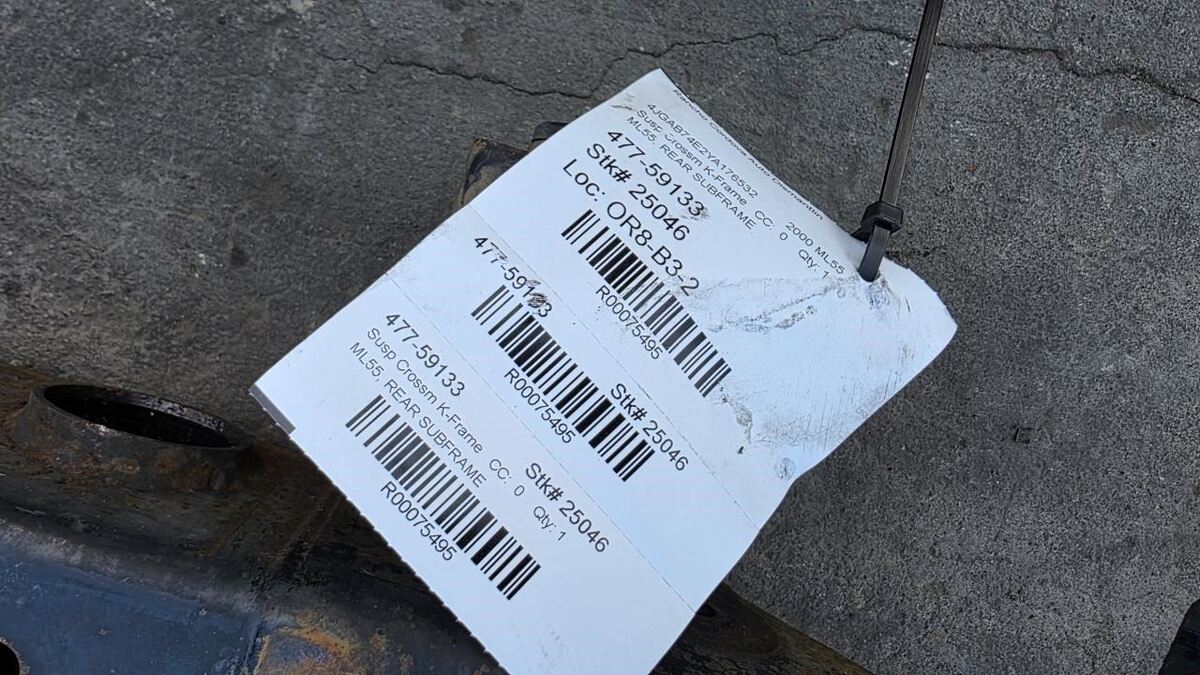 Rancho Cordova Auto Dismantlin
4JGAB74E2YA176532 2000 ML55
Susp Crossm K-Frame CC: 0 Qty: 1
ML55, REAR SUBFRAME
477-59133
Stk# 25046
Loc: OR8-B3-2
R00075495
477-59133 Stk# 25046
R00075495
477-59133 Stk# 25046
Susp Crossm K-Frame CC: 0 Qty: 1
ML55, REAR SUBFRAME
R00075495